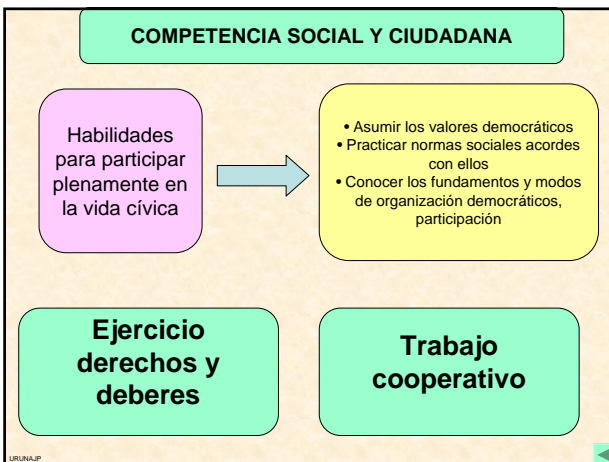 COMPETENCIA SOCIAL Y CIUDADANA
Habilidades
para participar
plenamente en
la vida cívica
• Asumir los valores democráticos
• Practicar normas sociales acordes
con ellos
• Conocer los fundamentos y modos
de organización democráticos,
participación
Ejercicio
derechos y
deberes
Trabajo
cooperativo
URUNAJP